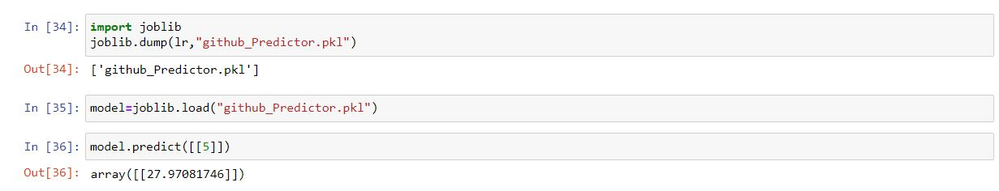 In [34]: import joblib
joblib.dump(lr,"github_Predictor.pkl")
Out[34]: ['github_Predictor.pkl']
In [35]: model=joblib.load("github_Predictor.pkl")
In [36]: model.predict([[5]])
Out[36]: array([[27.97081746]])